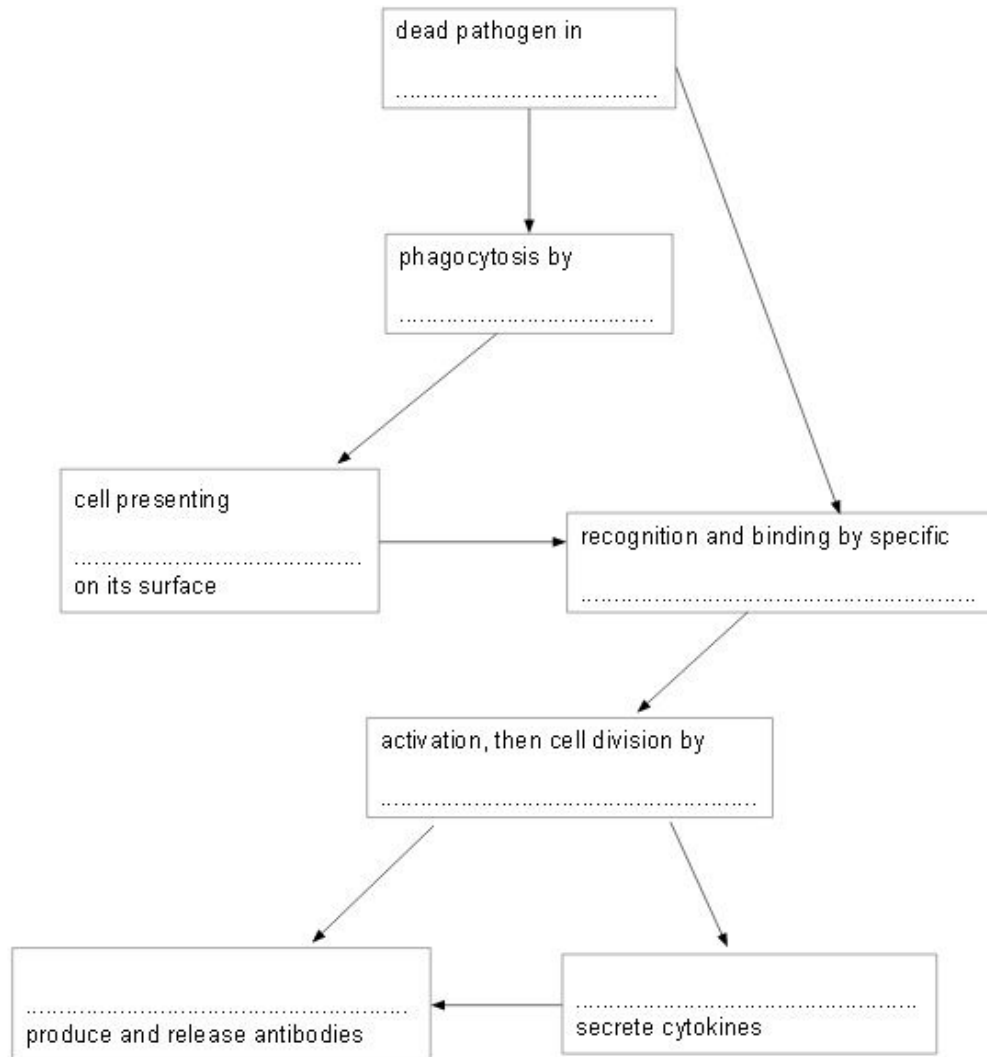 dead pathogen in
........................................
phagocytosis by
.......................................
cell presenting
............................................
on its surface
recognition and binding by specific
............................................................
activation, then cell division by
.........................................................
..........................................................
produce and release antibodies
...................................................
secrete cytokines